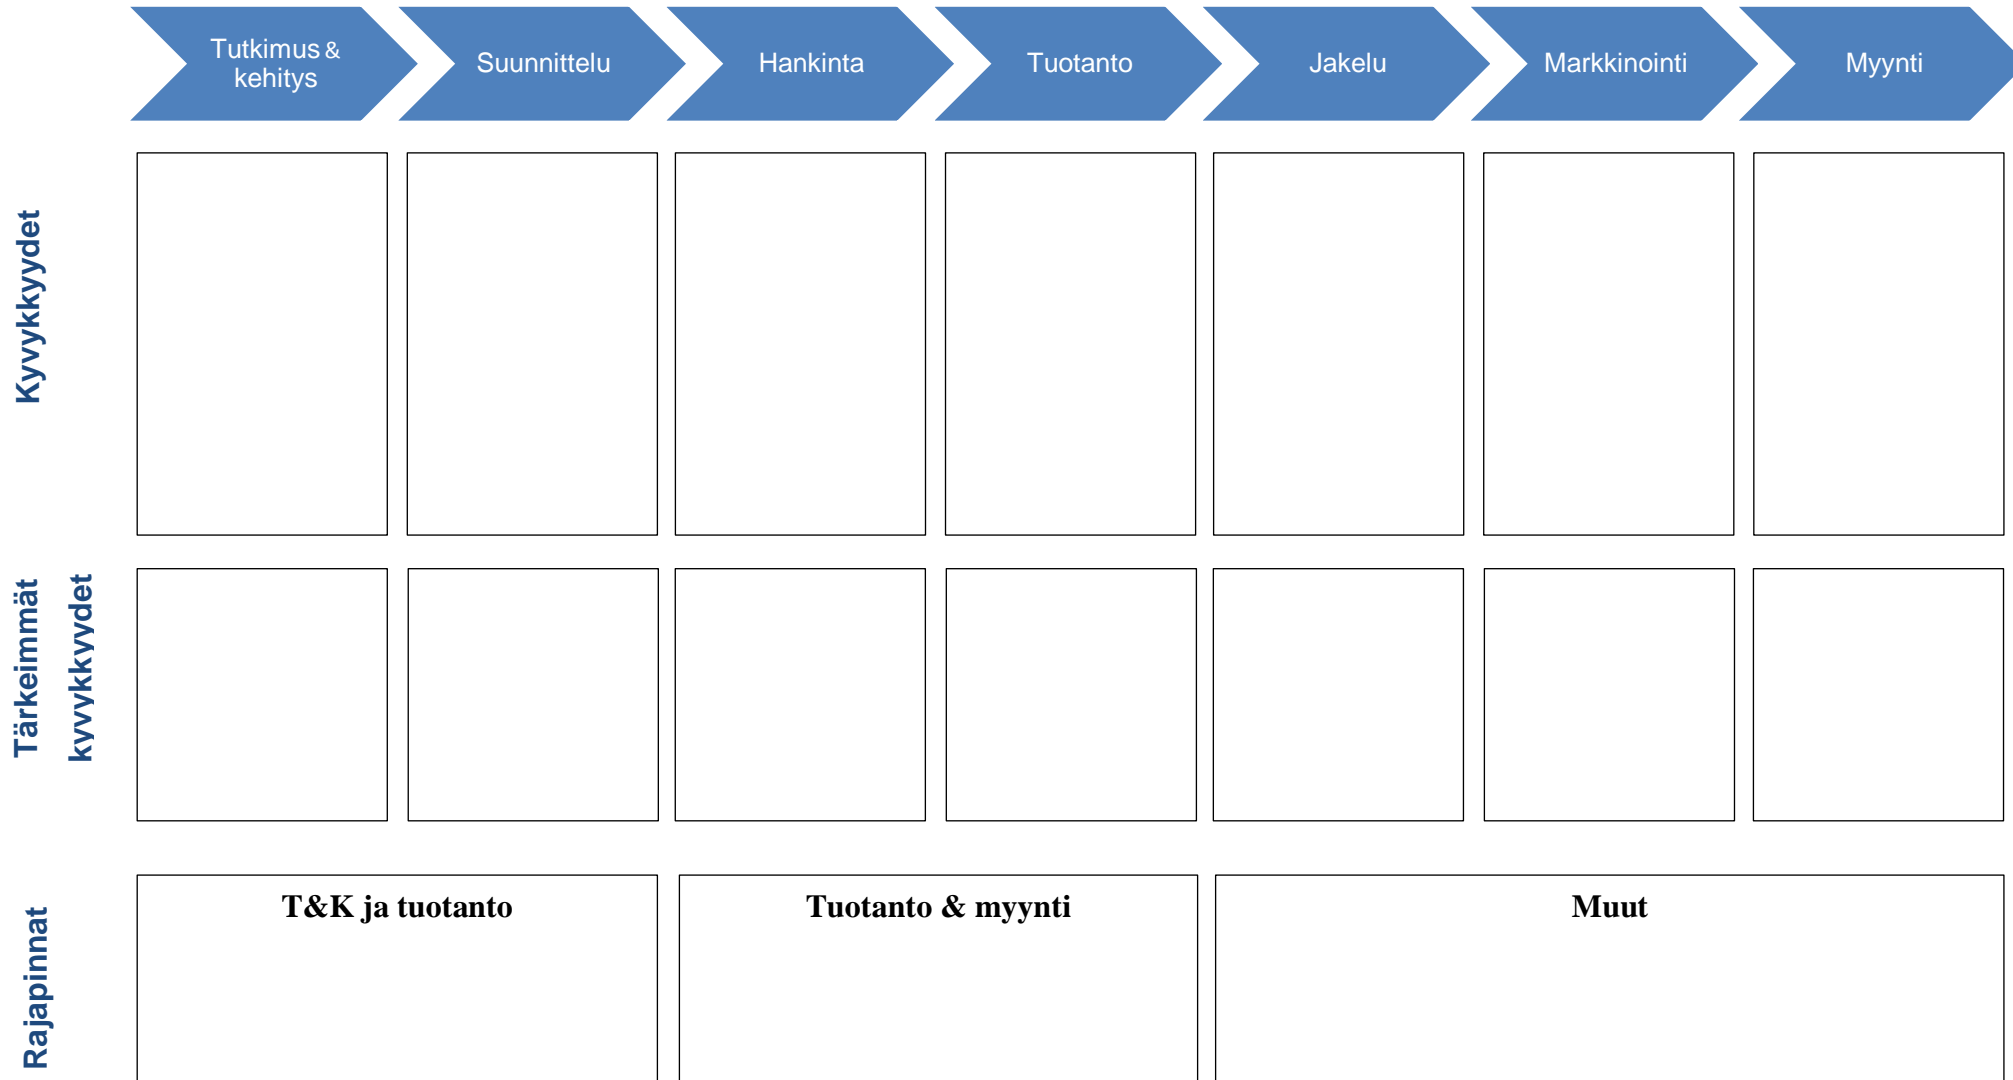 Tutkimus &
kehitys
Suunnittelu
Hankinta
Tuotanto
Jakelu
Markkinointi
Myynti
Kyvykkyydet
Tärkeimmät
kyvykkyydet
Rajapinnat
T&K ja tuotanto
Tuotanto & myynti
Muut